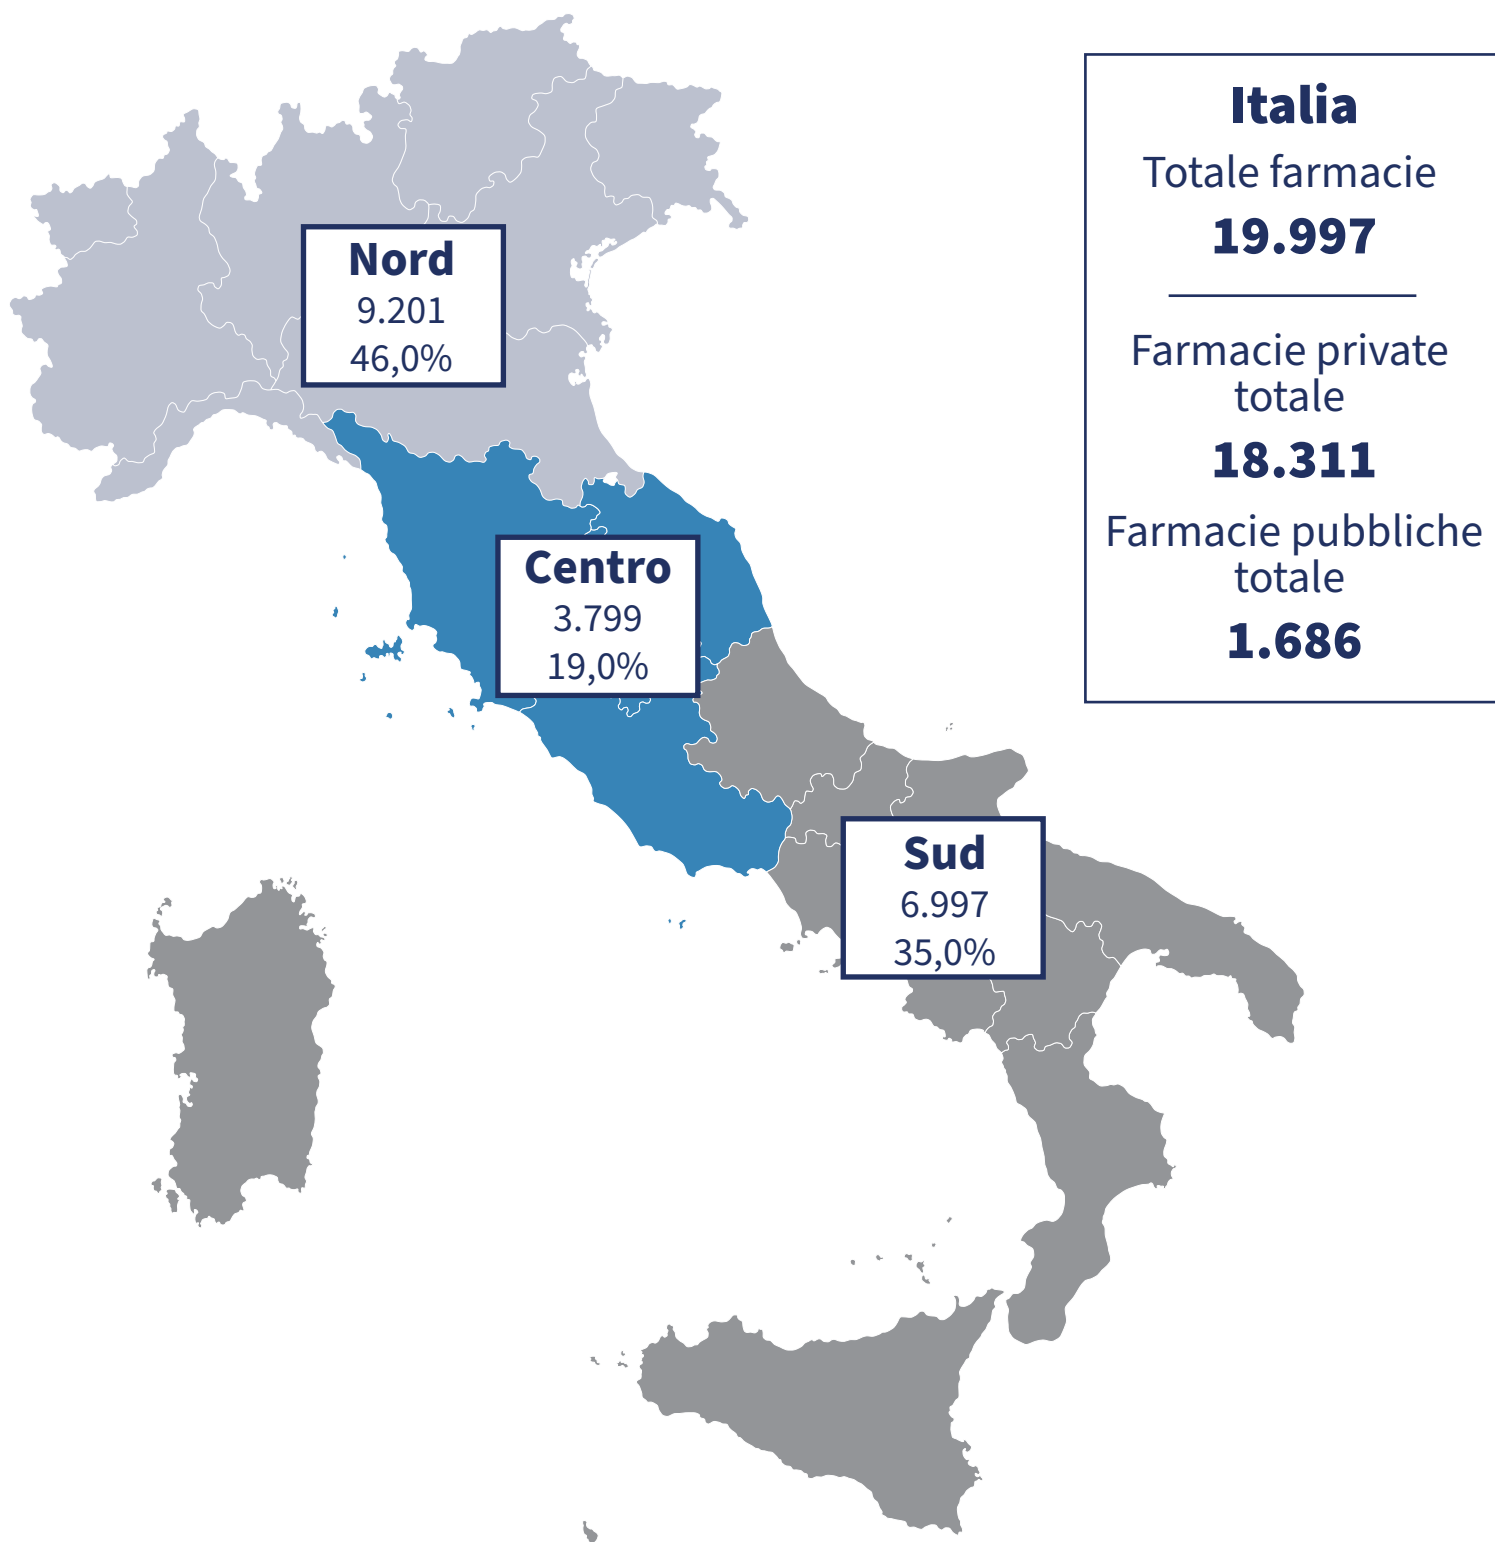 Italia
Totale farmacie
19.997
Farmacie private
totale
18.311
Farmacie pubbliche
totale
1.686
Nord
9.201
46,0%
Centro
3.799
19,0%
Sud
6.997
35,0%